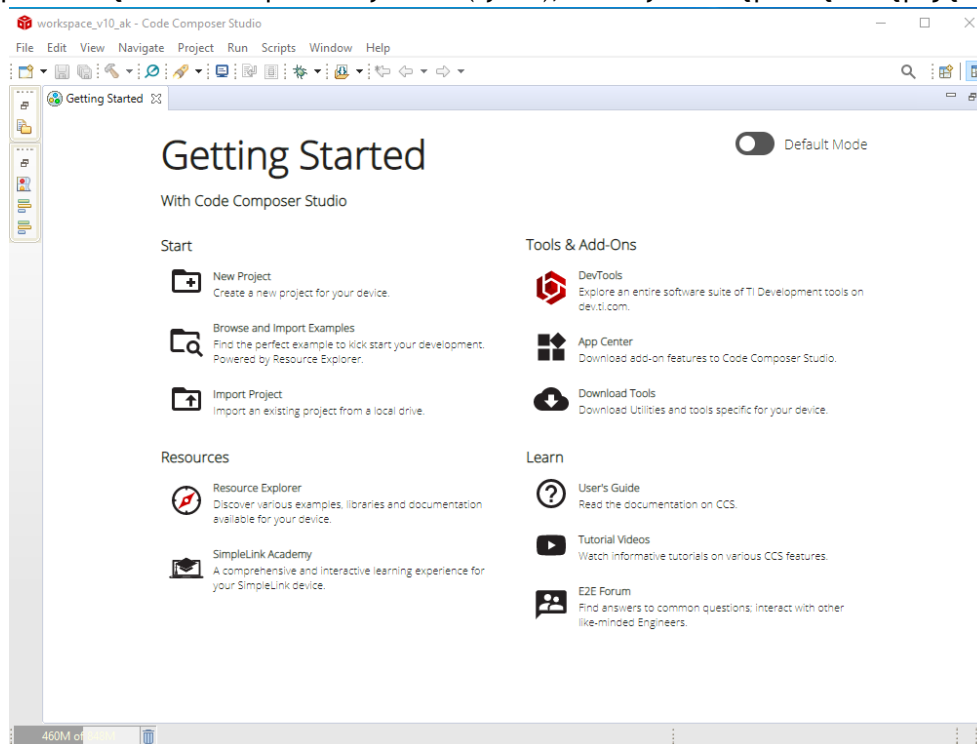 workspace_v10_ak - Code Composer Studio
File Edit View Navigate Project Run Scripts Window Help
Getting Started
Getting Started
Default Mode
With Code Composer Studio
Start
New Project
Create a new project for your device.
Browse and Import Examples
Find the perfect example to kick start your development.
Powered by Resource Explorer.
Import Project
Import an existing project from a local drive.
Resources
Resource Explorer
Discover various examples, libraries and documentation
available for your device.
SimpleLink Academy
A comprehensive and interactive learning experience for
your SimpleLink device.
Tools & Add-Ons
DevTools
Explore an entire software suite of TI Development tools on
dev.ti.com.
App Center
Download add-on features to Code Composer Studio.
Download Tools
Download Utilities and tools specific for your device.
Learn
User's Guide
Read the documentation on CCS.
Tutorial Videos
Watch informative tutorials on various CCS features.
E2E Forum
Find answers to common questions; interact with other
like-minded Engineers.
460M of